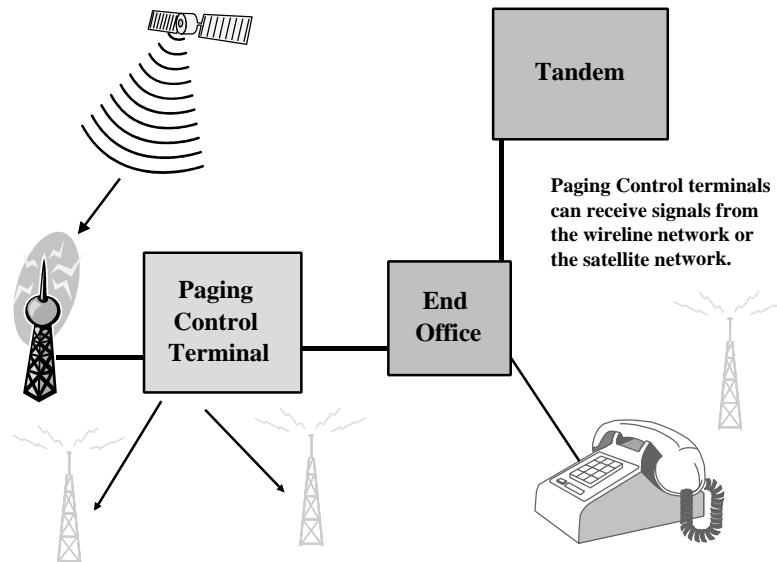 Tandem
Paging Control terminals
can receive signals from
the wireline network or
the satellite network.
Paging
Control
Terminal
End
Office